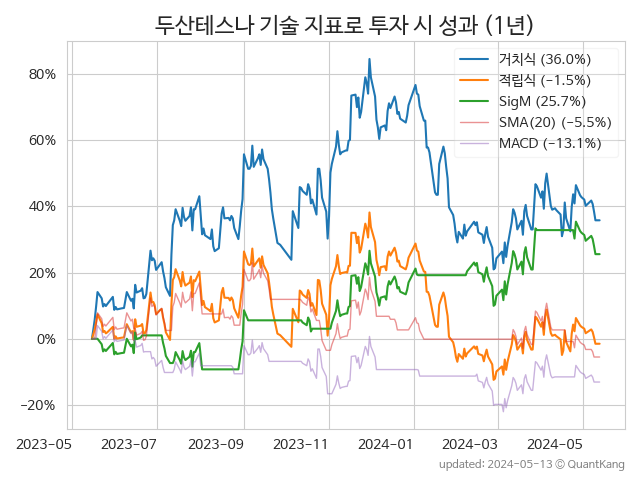 두산테스나 기술 지표로 투자 시 성과 (1년)
거치식 (36.0%)
적립식 (−1.5%)
SigM (25.7%)
SMA(20) (−5.5%)
MACD (−13.1%)
80%
60%
40%
20%
0%
−20%
2023-05 2023-07 2023-09 2023-11 2024-01 2024-03 2024-05
updated: 2024-05-13 ⓒ QuantKang